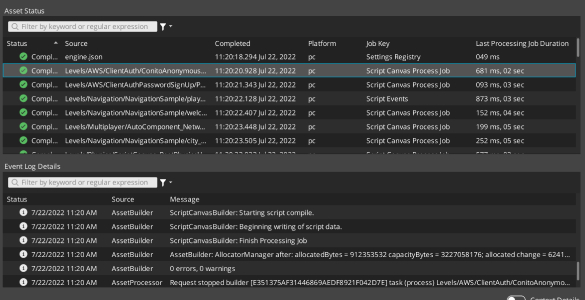 Asset Status
Filter by keyword or regular expression
Status Source Completed Platform Job Key Last Processing Job Duration
Compl... engine.json 11:20:18.294 Jul 22, 2022 pc Settings Registry 049 ms
Compl... Levels/AWS/ClientAuth/ConitoAnonymous... 11:20:20.928 Jul 22, 2022 pc Script Canvas Process Job 681 ms, 02 sec
Compl... Levels/AWS/ClientAuthPasswordSignUp/P... 11:20:21.343 Jul 22, 2022 pc Script Canvas Process Job 093 ms, 03 sec
Compl... Levels/Navigation/NavigationSample/play... 11:20:22.128 Jul 22, 2022 pc Script Events 873 ms, 03 sec
Compl... Levels/Navigation/NavigationSample/welc... 11:20:22.407 Jul 22, 2022 pc Script Canvas Process Job 152 ms, 04 sec
Compl... Levels/Multiplayer/AutoComponent_Netw... 11:20:23.448 Jul 22, 2022 pc Script Canvas Process Job 199 ms, 05 sec
Compl... Levels/Navigation/NavigationSample/city_... 11:20:23.505 Jul 22, 2022 pc Script Canvas Process Job 252 ms, 05 sec
Event Log Details
Filter by keyword or regular expression
Status Source Message
7/22/2022 11:20 AM AssetBuilder ScriptCanvasBuilder: Starting script compile.
7/22/2022 11:20 AM AssetBuilder ScriptCanvasBuilder: Beginning writing of script data.
7/22/2022 11:20 AM AssetBuilder ScriptCanvasBuilder: Finish Processing Job
7/22/2022 11:20 AM AssetBuilder AssetBuilder: AllocatorManager after: allocatedBytes = 912353532 capacityBytes = 3227058176; allocated change = 6241...
7/22/2022 11:20 AM AssetBuilder 0 errors, 0 warnings
7/22/2022 11:20 AM AssetProcessor Request stopped builder [E351375AF31446869AEDF8921F042D7E] task (process) Levels/AWS/ClientAuth/ConitoAnonymo...